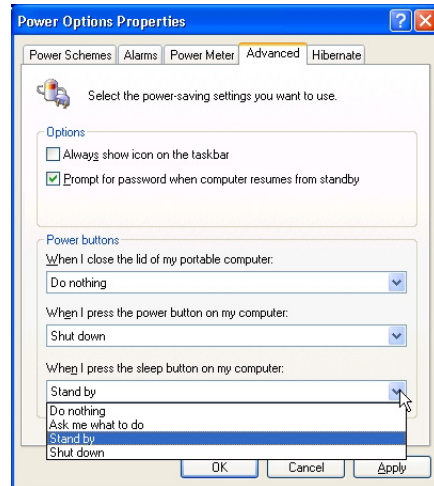 Power Options Properties
Power Schemes Alarms Power Meter Advanced Hibernate
Select the power-saving settings you want to use.
Options
Always show icon on the taskbar
Prompt for password when computer resumes from standby
Power buttons
When I close the lid of my portable computer:
Do nothing
When I press the power button on my computer:
Shut down
When I press the sleep button on my computer:
Stand by
Do nothing
Ask me what to do
Stand by
Shut down
OK Cancel Apply